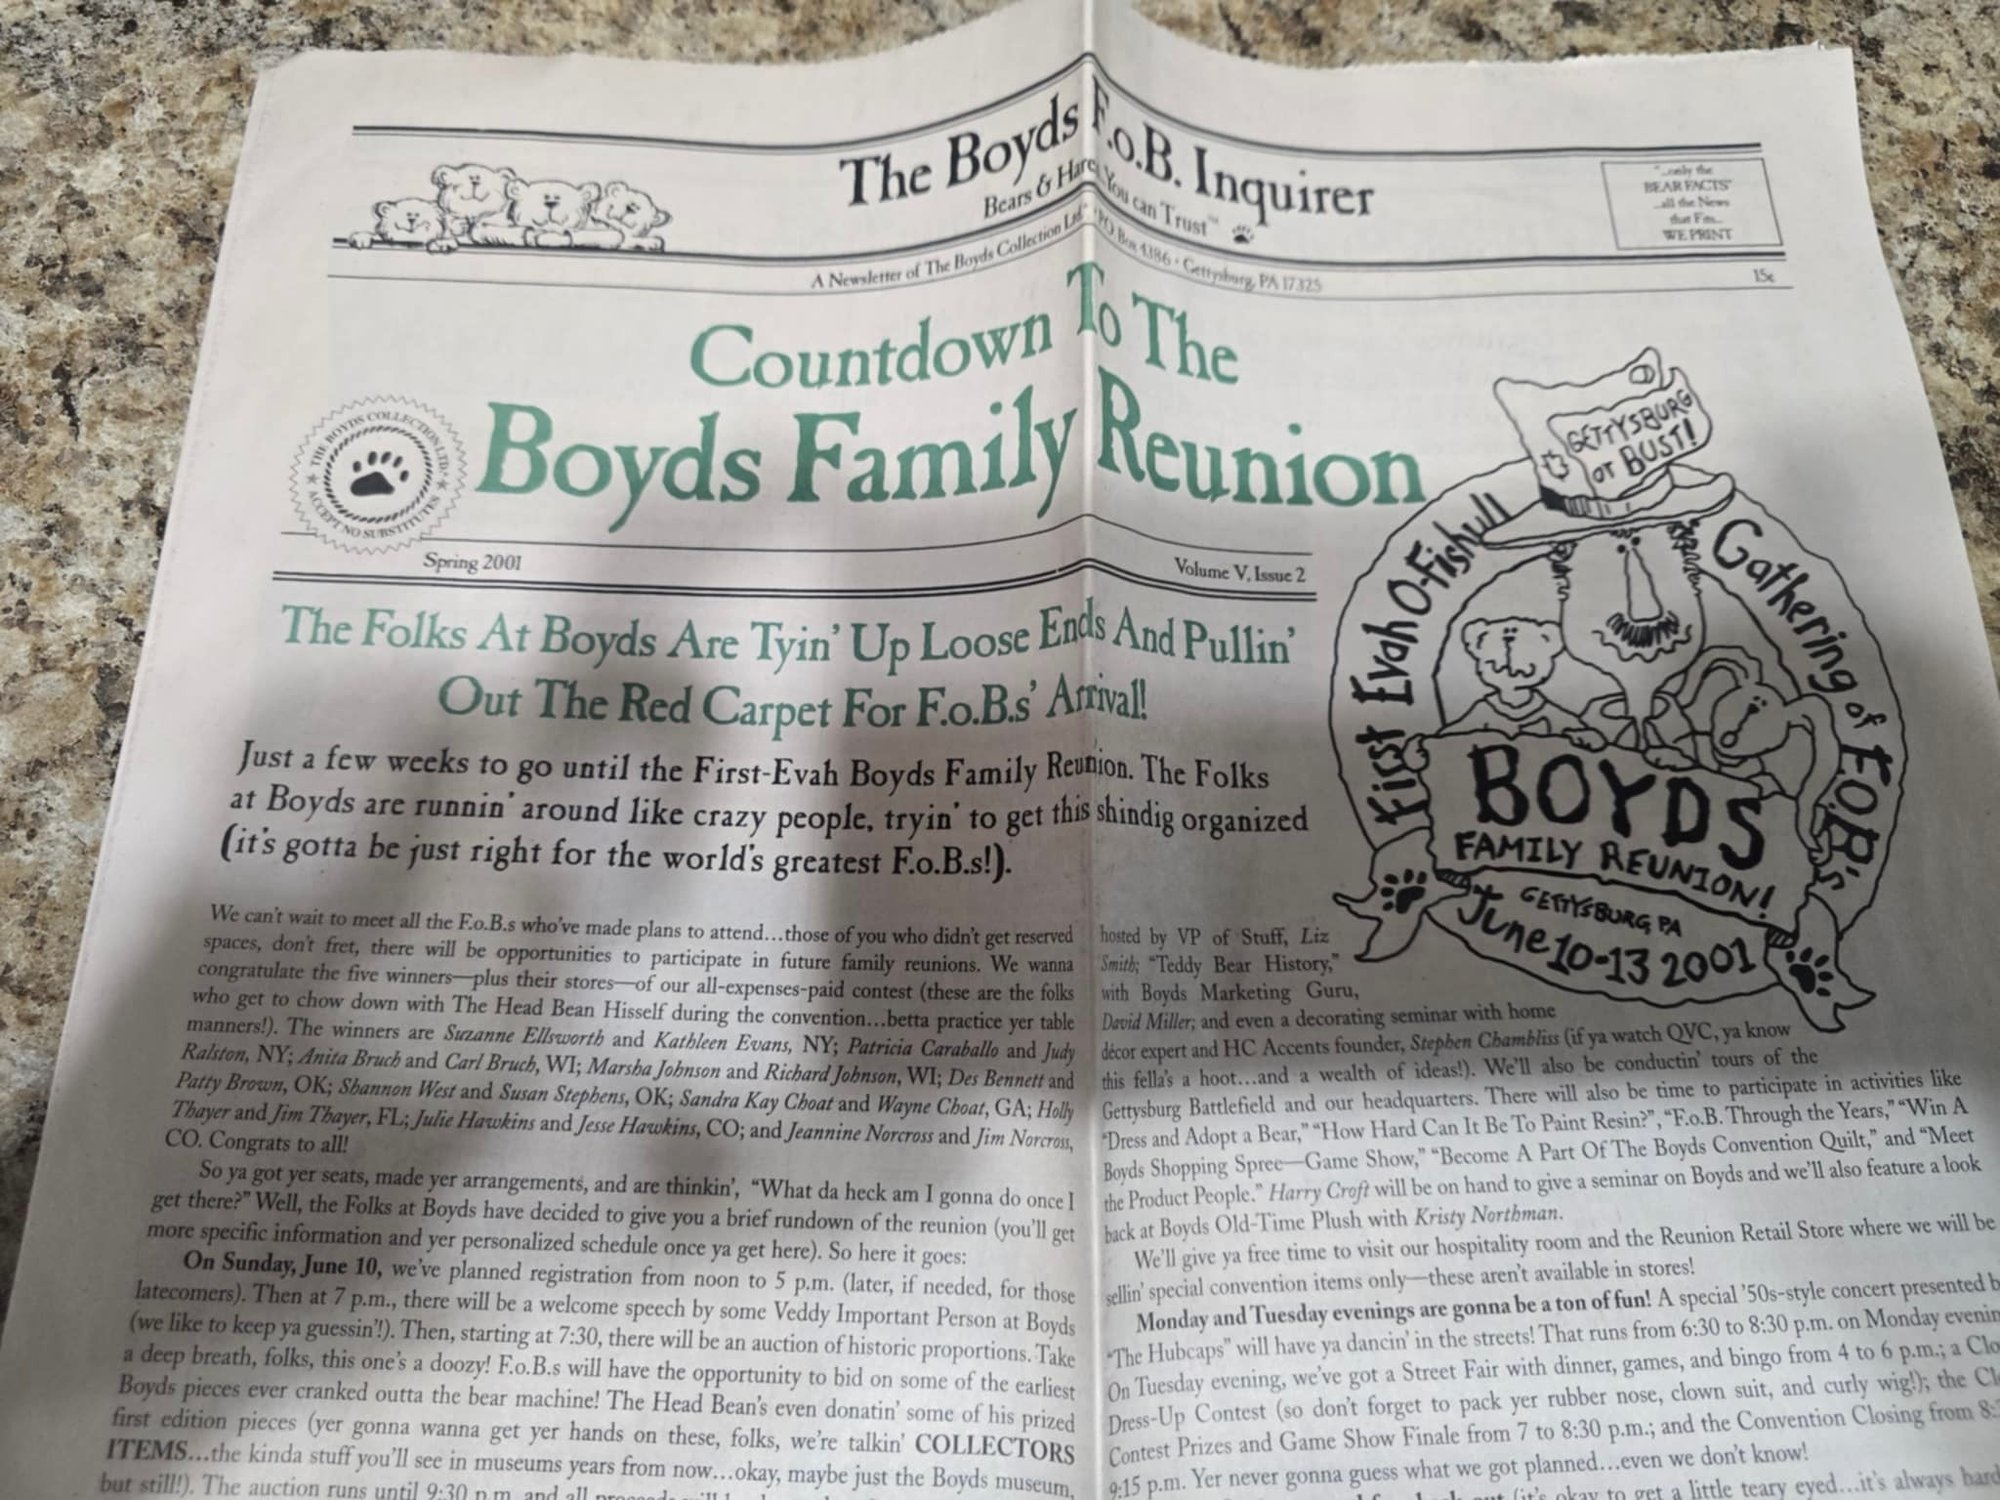 The Boyds F.o.B. Inquirer
Bears & Hares You can Trust™
"...only the
BEAR FACTS"
...all the News
that Fits...
WE PRINT
A Newsletter of The Boyds Collection Ltd.® • PO Box 4386 • Gettysburg, PA 17325
15¢
Countdown To The
Boyds Family Reunion
THE BOYDS COLLECTION LTD.
★ ACCEPT NO SUBSTITUTES ★
Spring 2001
Volume V, Issue 2
The Folks At Boyds Are Tyin' Up Loose Ends And Pullin'
Out The Red Carpet For F.o.B.s' Arrival!
Just a few weeks to go until the First-Evah Boyds Family Reunion. The Folks
at Boyds are runnin' around like crazy people, tryin' to get this shindig organized
(it's gotta be just right for the world's greatest F.o.B.s!).
GETTYSBURG
or BUST!
First Evah O-Fishull
Gathering of F.O.B.'s
BOYDS
FAMILY REUNION!
GETTYSBURG PA
June 10-13 2001
We can't wait to meet all the F.o.B.s who've made plans to attend...those of you who didn't get reserved
spaces, don't fret, there will be opportunities to participate in future family reunions. We wanna
congratulate the five winners—plus their stores—of our all-expenses-paid contest (these are the folks
who get to chow down with The Head Bean Hisself during the convention...betta practice yer table
manners!). The winners are Suzanne Ellsworth and Kathleen Evans, NY; Patricia Caraballo and Judy
Ralston, NY; Anita Bruch and Carl Bruch, WI; Marsha Johnson and Richard Johnson, WI; Des Bennett and
Patty Brown, OK; Shannon West and Susan Stephens, OK; Sandra Kay Choat and Wayne Choat, GA; Holly
Thayer and Jim Thayer, FL; Julie Hawkins and Jesse Hawkins, CO; and Jeannine Norcross and Jim Norcross,
CO. Congrats to all!
So ya got yer seats, made yer arrangements, and are thinkin', "What da heck am I gonna do once I
get there?" Well, the Folks at Boyds have decided to give you a brief rundown of the reunion (you'll get
more specific information and yer personalized schedule once ya get here). So here it goes:
On Sunday, June 10, we've planned registration from noon to 5 p.m. (later, if needed, for those
latecomers). Then at 7 p.m., there will be a welcome speech by some Veddy Important Person at Boyds
(we like to keep ya guessin'!). Then, starting at 7:30, there will be an auction of historic proportions. Take
a deep breath, folks, this one's a doozy! F.o.B.s will have the opportunity to bid on some of the earliest
Boyds pieces ever cranked outta the bear machine! The Head Bean's even donatin' some of his prized
first edition pieces (yer gonna wanna get yer hands on these, folks, we're talkin' COLLECTORS
ITEMS...the kinda stuff you'll see in museums years from now...okay, maybe just the Boyds museum,
but still!). The auction runs until 9:30 p.m. and all
hosted by VP of Stuff, Liz
Smith; "Teddy Bear History,"
with Boyds Marketing Guru,
David Miller; and even a decorating seminar with home
décor expert and HC Accents founder, Stephen Chambliss (if ya watch QVC, ya know
this fella's a hoot...and a wealth of ideas!). We'll also be conductin' tours of the
Gettysburg Battlefield and our headquarters. There will also be time to participate in activities like
"Dress and Adopt a Bear," "How Hard Can It Be To Paint Resin?", "F.o.B. Through the Years," "Win A
Boyds Shopping Spree—Game Show," "Become A Part Of The Boyds Convention Quilt," and "Meet
the Product People." Harry Croft will be on hand to give a seminar on Boyds and we'll also feature a look
back at Boyds Old-Time Plush with Kristy Northman.
We'll give ya free time to visit our hospitality room and the Reunion Retail Store where we will be
sellin' special convention items only—these aren't available in stores!
Monday and Tuesday evenings are gonna be a ton of fun! A special '50s-style concert presented
"The Hubcaps" will have ya dancin' in the streets! That runs from 6:30 to 8:30 p.m. on Monday
On Tuesday evening, we've got a Street Fair with dinner, games, and bingo from 4 to 6 p.m.; a
Dress-Up Contest (so don't forget to pack yer rubber nose, clown suit, and curly wig!); the
Contest Prizes and Game Show Finale from 7 to 8:30 p.m.; and the Convention Closing from
9:15 p.m. Yer never gonna guess what we got planned...even we don't know!
(it's okay to get a little teary eyed...it's always